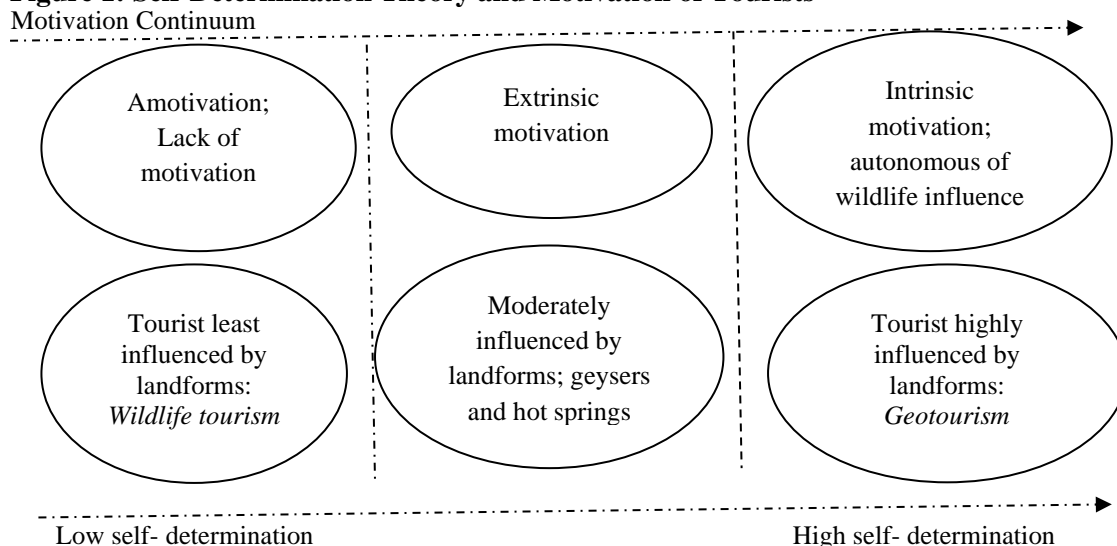 Figure Self-Determination Theory and Motivation of Tourists
Motivation Continuum
Amotivation;
Lack of
motivation
Extrinsic
motivation
Intrinsic
motivation;
autonomous of
wildlife influence
Tourist least
influenced by
landforms:
Wildlife tourism
Moderately
influenced by
landforms; geysers
and hot springs
Tourist highly
influenced by
landforms:
Geotourism
Low self- determination
High self- determination